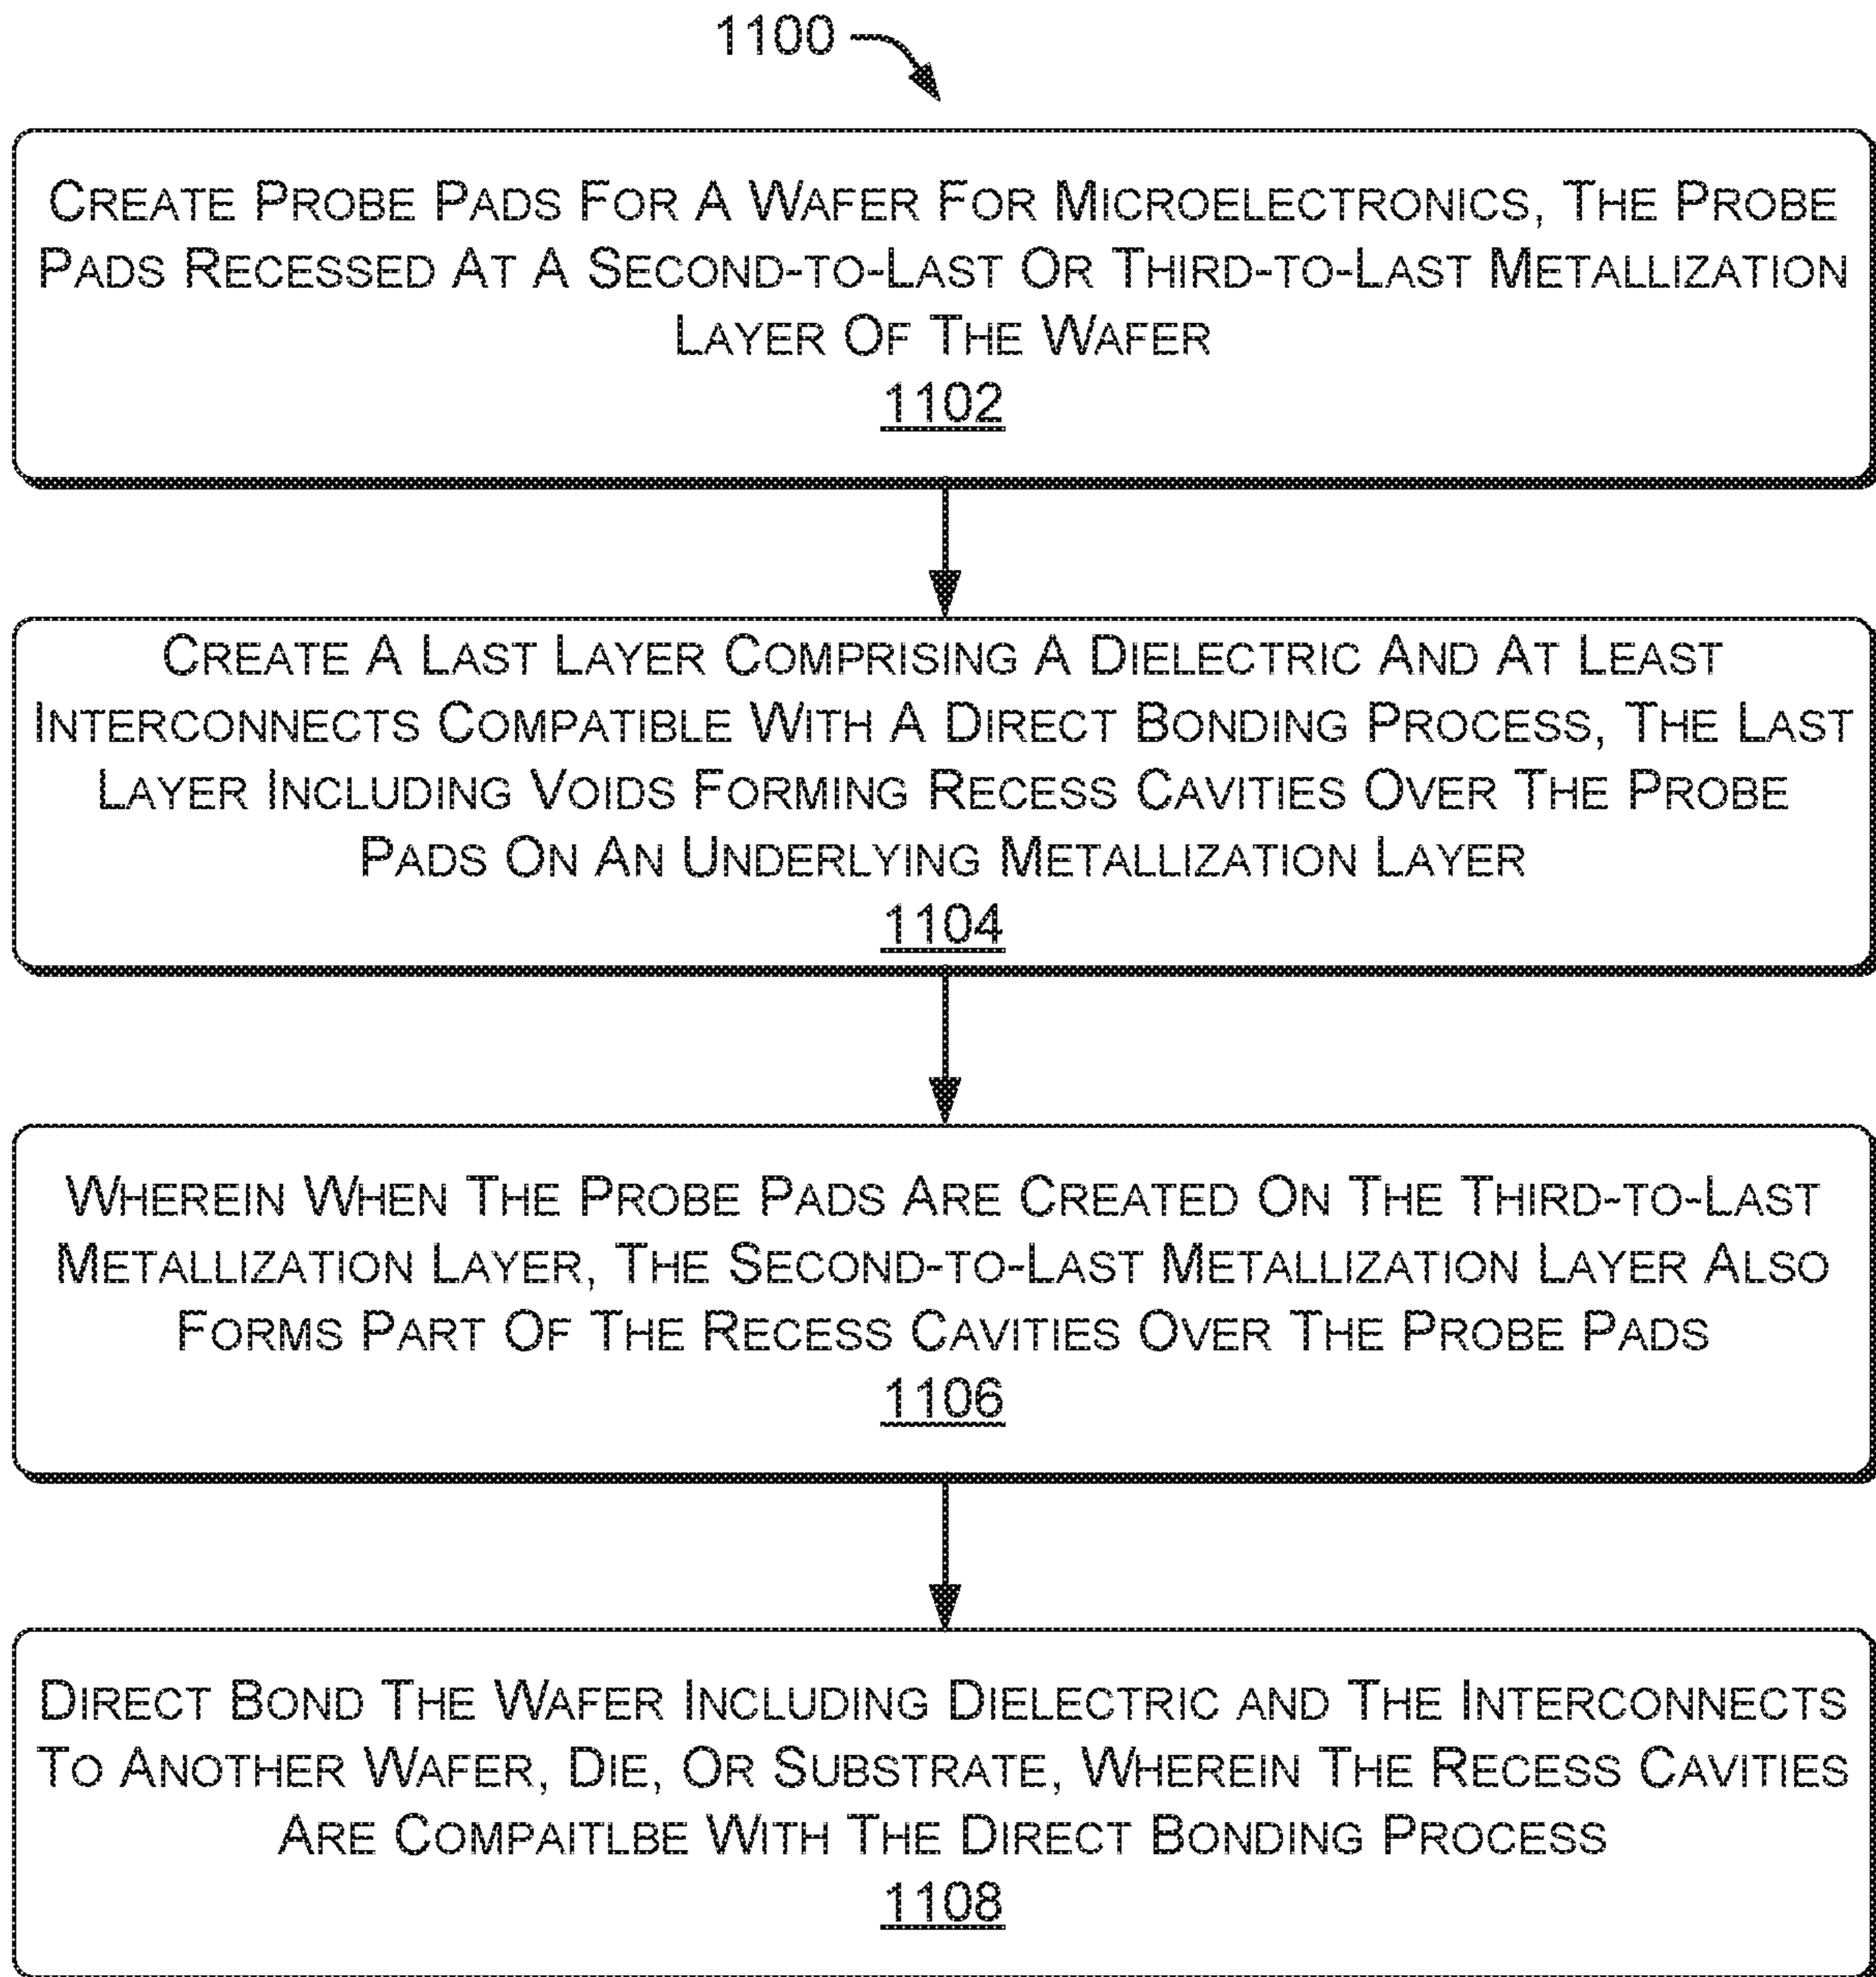 1100
CREATE PROBE PADS FOR A WAFER FOR MICROELECTRONICS, THE PROBE
PADS RECESSED AT A SECOND-TO-LAST OR THIRD-TO-LAST METALLIZATION
LAYER OF THE WAFER
1102
CREATE A LAST LAYER COMPRISING A DIELECTRIC AND AT LEAST
INTERCONNECTS COMPATIBLE WITH A DIRECT BONDING PROCESS, THE LAST
LAYER INCLUDING VOIDS FORMING RECESS CAVITIES OVER THE PROBE
PADS ON AN UNDERLYING METALLIZATION LAYER
1104
WHEREIN WHEN THE PROBE PADS ARE CREATED ON THE THIRD-TO-LAST
METALLIZATION LAYER, THE SECOND-TO-LAST METALLIZATION LAYER ALSO
FORMS PART OF THE RECESS CAVITIES OVER THE PROBE PADS
1106
DIRECT BOND THE WAFER INCLUDING DIELECTRIC AND THE INTERCONNECTS
TO ANOTHER WAFER, DIE, OR SUBSTRATE, WHEREIN THE RECESS CAVITIES
ARE COMPAITLBE WITH THE DIRECT BONDING PROCESS
1108